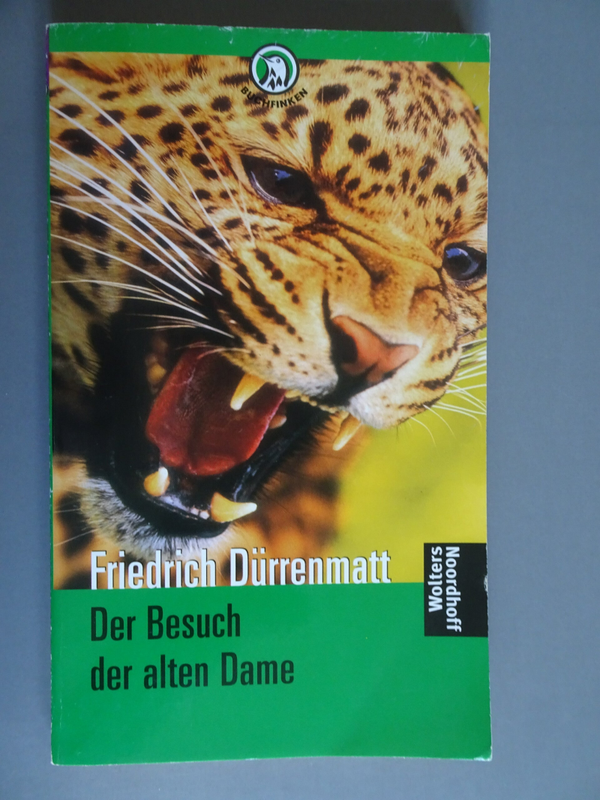 BUCHFINKEN
Friedrich Dürrenmatt
Der Besuch
der alten Dame
Wolters
Noordhoff